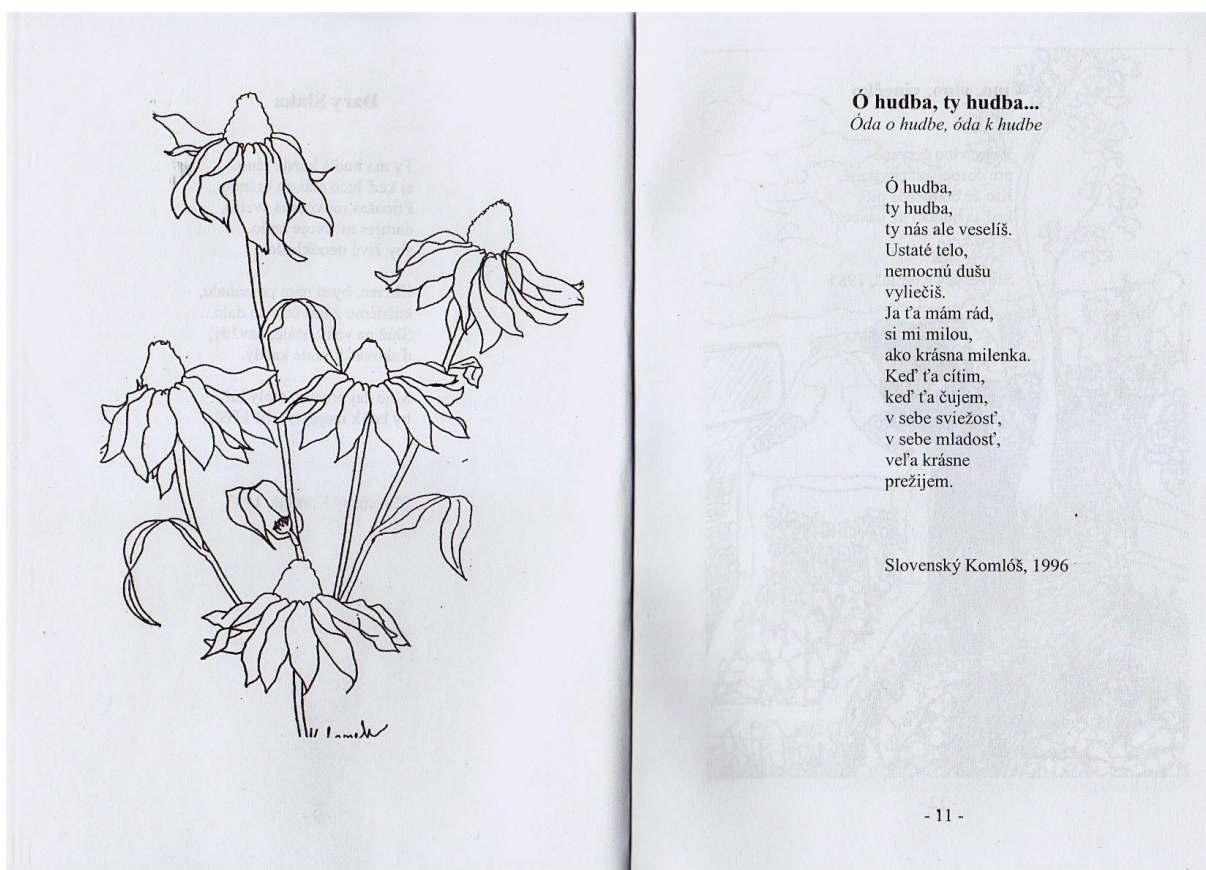 Ó hudba, ty hudba...
Óda o hudbe, óda k hudbe
Ó hudba,
ty hudba,
ty nás ale veselíš.
Ustaté telo,
nemocnú dušu
vyliečiš.
Ja ťa mám rád,
si mi milou,
ako krásna milenka.
Keď ťa cítim,
keď ťa čujem,
v sebe sviežosť,
v sebe mladosť,
veľa krásne
prežijem.
Slovenský Komlóš, 1996
- 11 -